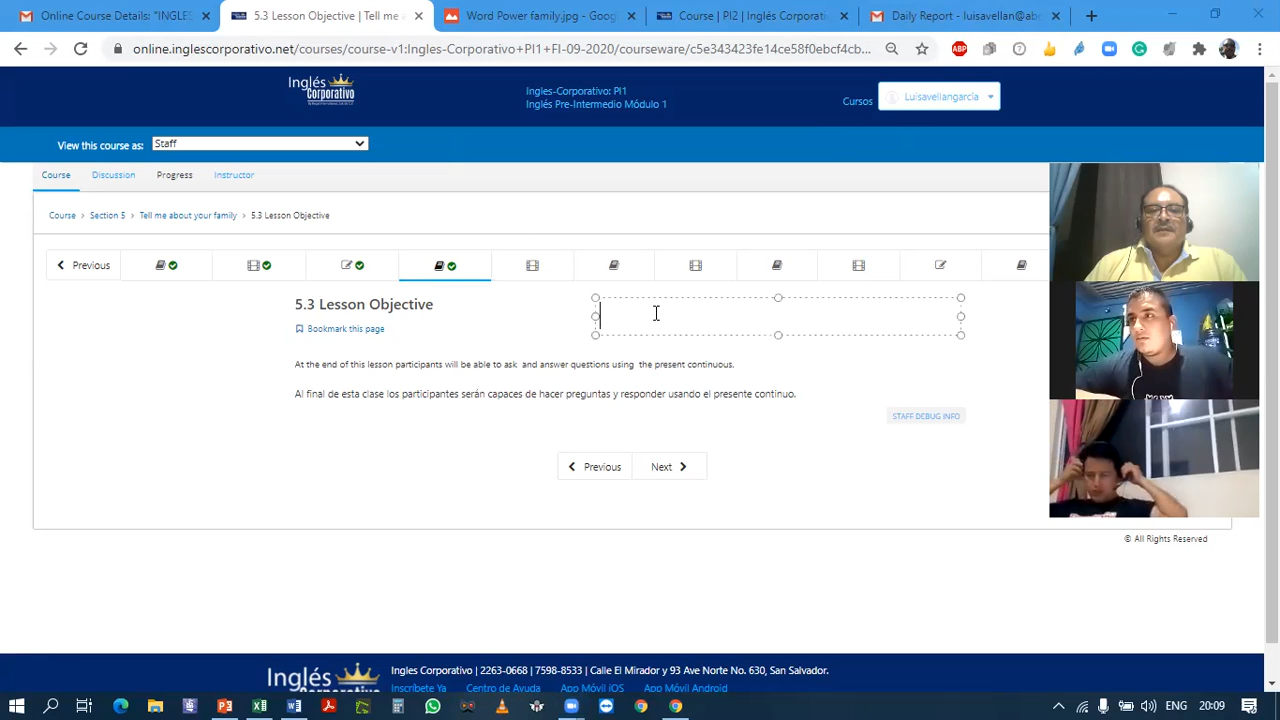 Online Course Details: "INGLES
5.3 Lesson Objective | Tell me
Word Power family.jpg - Goog
Course | PI2 | Inglés Corporati
Daily Report - luisavellan@ab
online.inglescorporativo.net/courses/course-v1:Ingles-Corporativo+PI1+FI-09-2020/courseware/c5e343423fe14ce58f0ebcf4cb...
ABP
Inglés
Corporativo
Ingles-Corporativo: PI1
Inglés Pre-Intermedio Módulo 1
Cursos
Luisavellangarcía
View this course as:
Staff
Course
Discussion
Progress
Instructor
Course > Section 5 > Tell me about your family > 5.3 Lesson Objective
Previous
5.3 Lesson Objective
Bookmark this page
At the end of this lesson participants will be able to ask and answer questions using the present continuous.
Al final de esta clase los participantes serán capaces de hacer preguntas y responder usando el presente continuo.
STAFF DEBUG INFO
Previous
Next
© All Rights Reserved
Inglés
Ingles Corporativo | 2263-0668 | 7598-8533 | Calle El Mirador y 93 Ave Norte No. 630, San Salvador.
Inscríbete Ya
Centro de Ayuda
App Móvil iOS
App Móvil Android
ENG
20:09